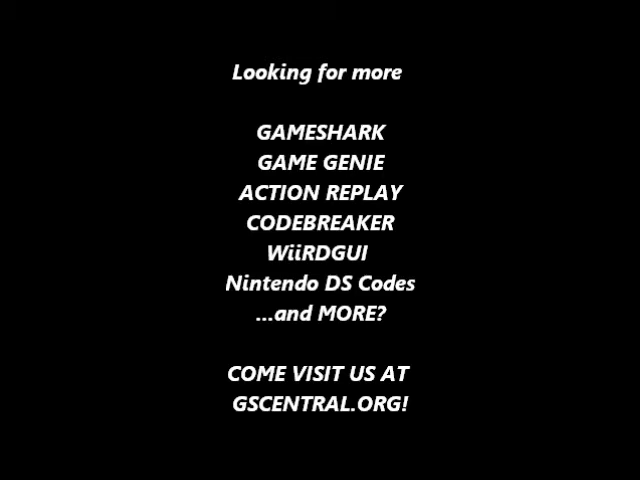 Looking for more
GAMESHARK
GAME GENIE
ACTION REPLAY
CODEBREAKER
WiiRDGUI
Nintendo DS Codes
...and MORE?
COME VISIT US AT
GSCENTRAL.ORG!